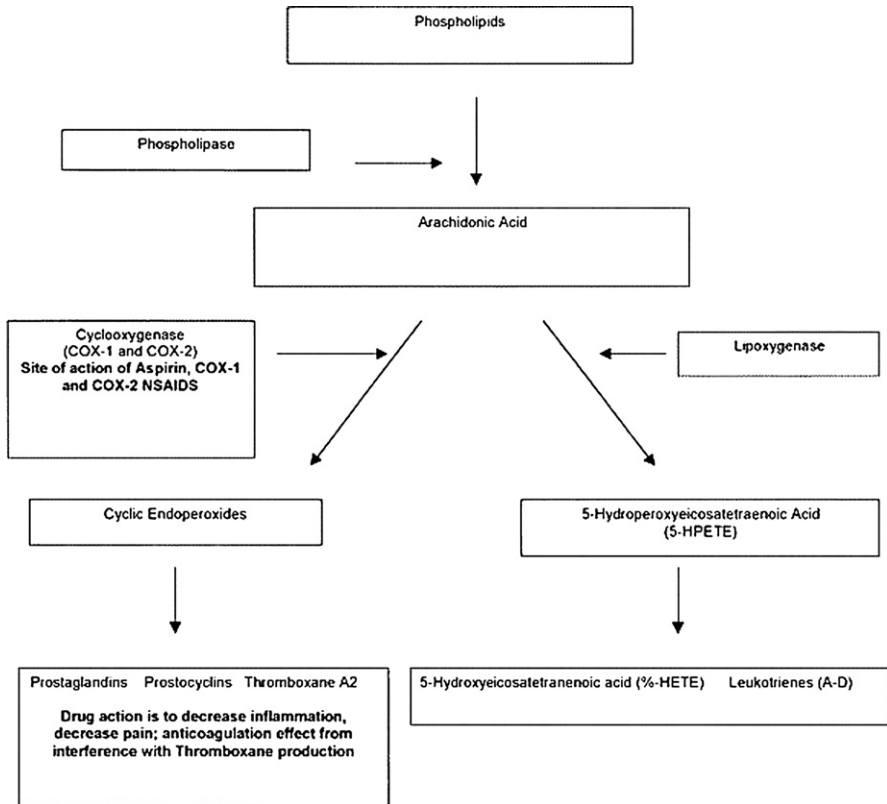 Phospholipids
Phospholipase
Arachidonic Acid
Cyclooxygenase
(COX-1 and COX-2)
Site of action of Aspirin, COX-1
and COX-2 NSAIDS
Lipoxygenase
Cyclic Endoperoxides
5-Hydroperoxyeicosatetraenoic Acid
(5-HPETE)
Prostaglandins Prostocyclins Thromboxane A2
Drug action is to decrease inflammation,
decrease pain; anticoagulation effect from
interference with Thromboxane production
5-Hydroxyeicosatetranenoic acid (%-HETE) Leukotrienes (A-D)